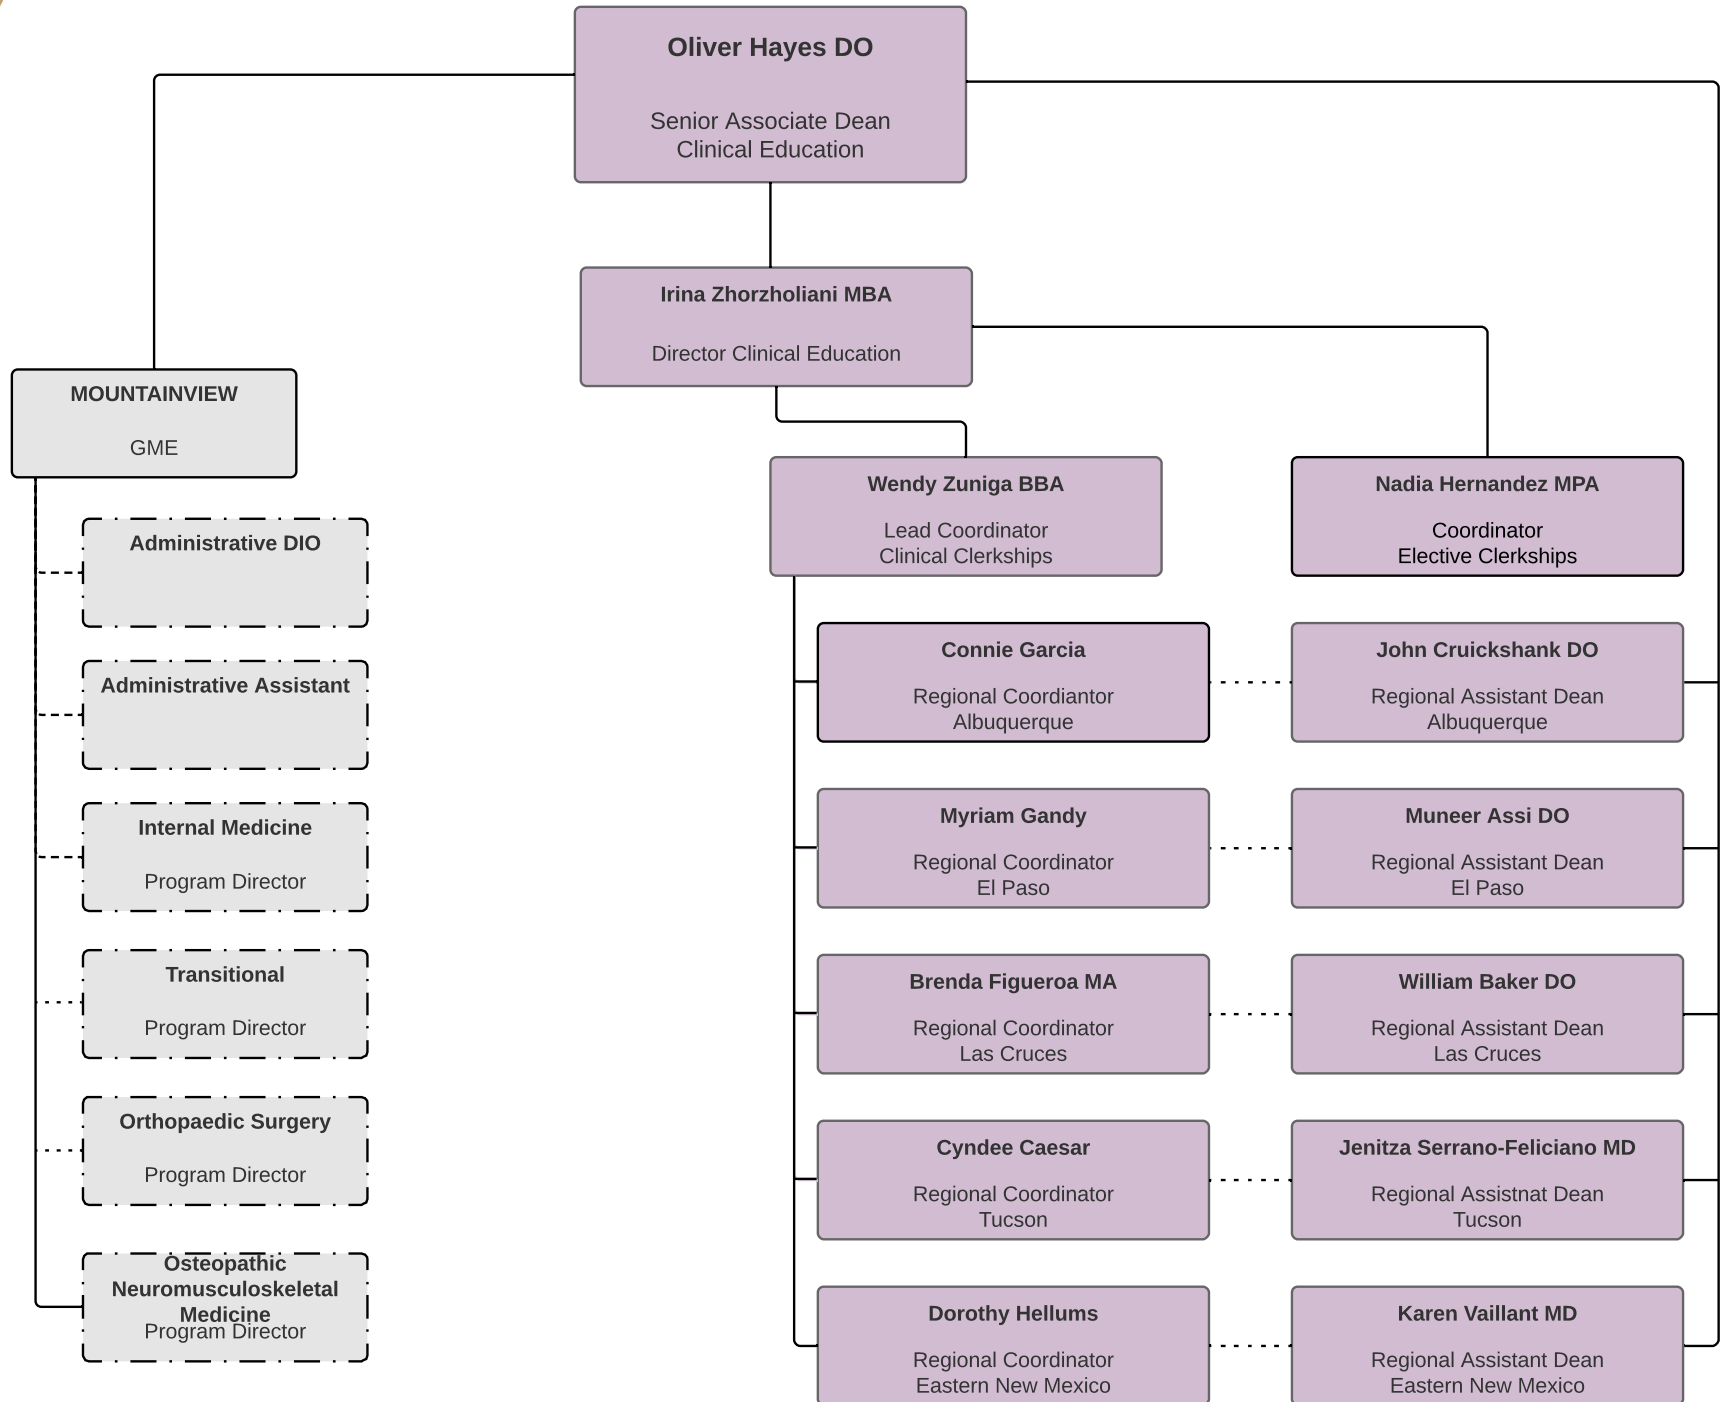 Oliver Hayes DO
Senior Associate Dean
Clinical Education
Irina Zhorzholiani MBA
Director Clinical Education
MOUNTAINVIEW
GME
Administrative DIO
Administrative Assistant
Internal Medicine
Program Director
Transitional
Program Director
Orthopaedic Surgery
Program Director
Osteopathic
Neuromusculoskeletal
Medicine
Program Director
Wendy Zuniga BBA
Lead Coordinator
Clinical Clerkships
Nadia Hernandez MPA
Coordinator
Elective Clerkships
Connie Garcia
Regional Coordiantor
Albuquerque
John Cruickshank DO
Regional Assistant Dean
Albuquerque
Myriam Gandy
Regional Coordinator
El Paso
Muneer Assi DO
Regional Assistant Dean
El Paso
Brenda Figueroa MA
Regional Coordinator
Las Cruces
William Baker DO
Regional Assistant Dean
Las Cruces
Cyndee Caesar
Regional Coordinator
Tucson
Jenitza Serrano-Feliciano MD
Regional Assistnat Dean
Tucson
Dorothy Hellums
Regional Coordinator
Eastern New Mexico
Karen Vaillant MD
Regional Assistant Dean
Eastern New Mexico